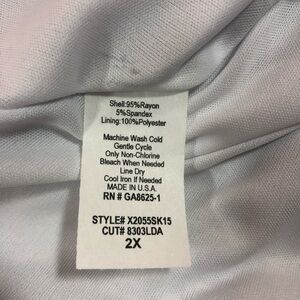 Shell:95%Rayon
5%Spandex
Lining:100%Polyester
Machine Wash Cold
Gentle Cycle
Only Non-Chlorine
Bleach When Needed
Line Dry
Cool Iron If Needed
MADE IN U.S.A.
RN # GA8625-1
STYLE# X2055SK15
CUT# 8303LDA
2X